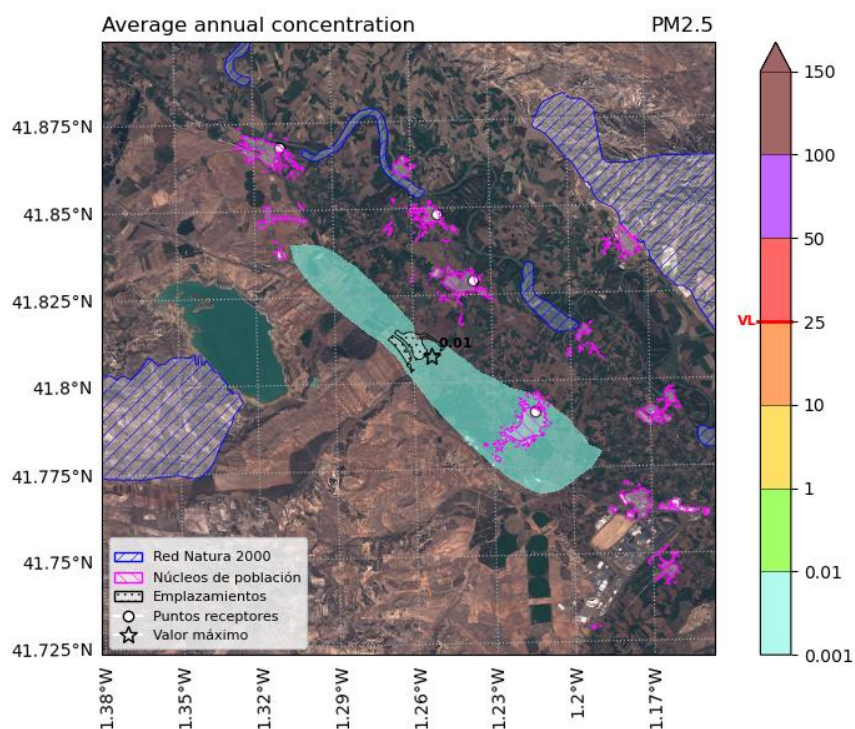 Average annual concentration PM2.5
41.875°N
41.85°N
41.825°N
41.8°N
41.775°N
41.75°N
41.725°N
0.01
Red Natura 2000
Núcleos de población
Emplazamientos
Puntos receptores
Valor máximo
1.38°W
1.35°W
1.32°W
1.29°W
1.26°W
1.23°W
1.2°W
1.17°W
150
100
50
VL 25
10
1
0.01
0.001